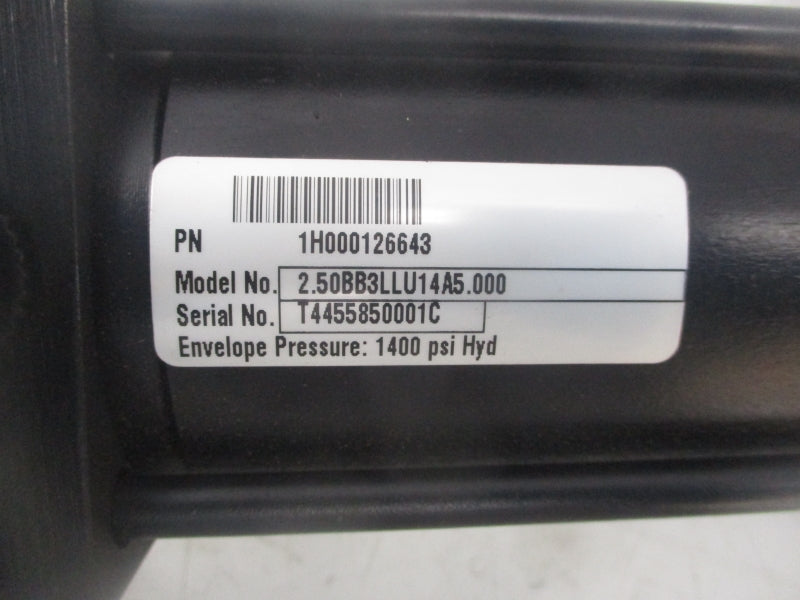 PN 1H000126643
Model No. 2.50BB3LLU14A5.000
Serial No. T4455850001C
Envelope Pressure: 1400 psi Hyd